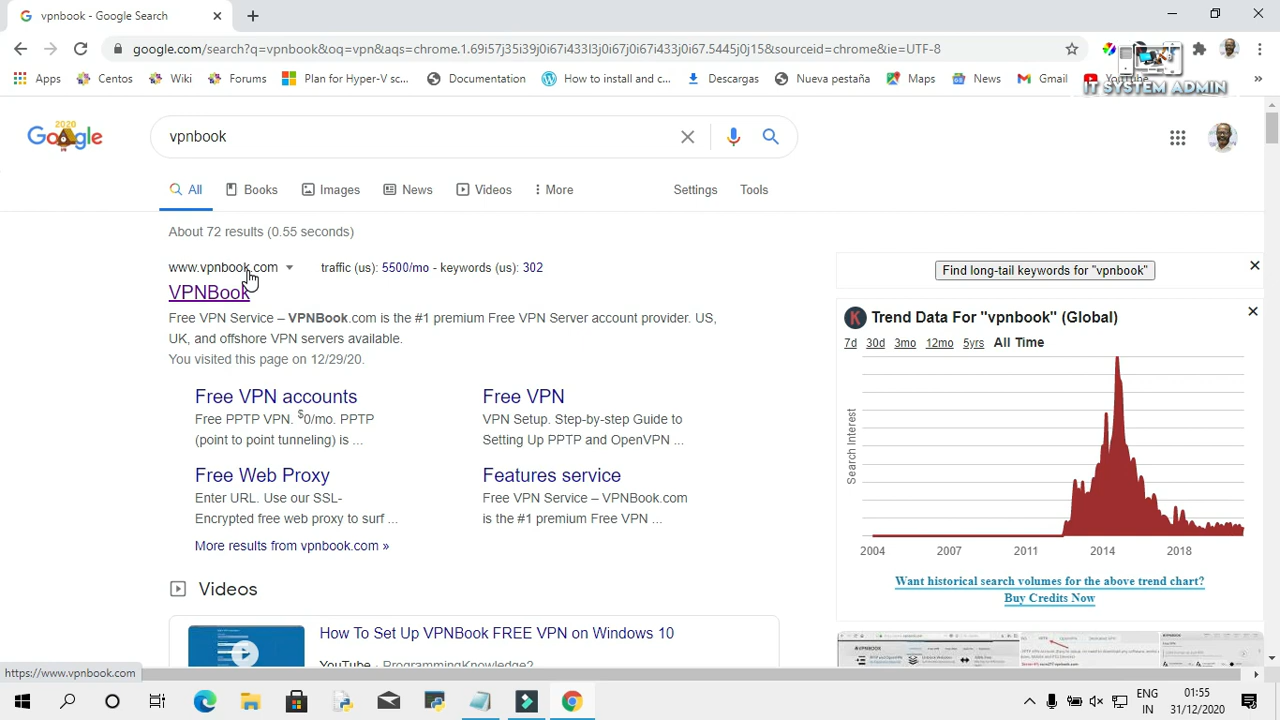 vpnbook - Google Search
google.com/search?q=vpnbook&oq=vpn&aqs=chrome.1.69i57j35i39j0i67i433l3j0i67j0i67i433j0i67.5445j0j15&sourceid=chrome&ie=UTF-8
Apps Centos Wiki Forums Plan for Hyper-V sc... Documentation How to install and c... Descargas Nueva pestaña Maps News Gmail YouTube »
IT SYSTEM ADMIN
2020
Google
vpnbook
All Books Images News Videos More Settings Tools
About 72 results (0.55 seconds)
www.vpnbook.com traffic (us): 5500/mo - keywords (us): 302
VPNBook
Free VPN Service – VPNBook.com is the #1 premium Free VPN Server account provider. US,
UK, and offshore VPN servers available.
You visited this page on 12/29/20.
Free VPN accounts
Free PPTP VPN. $0/mo. PPTP
(point to point tunneling) is ...
Free VPN
VPN Setup. Step-by-step Guide to
Setting Up PPTP and OpenVPN ...
Free Web Proxy
Enter URL. Use our SSL-
Encrypted free web proxy to surf ...
Features service
Free VPN Service – VPNBook.com
is the #1 premium Free VPN ...
More results from vpnbook.com »
Videos
How To Set Up VPNBook FREE VPN on Windows 10
ProgrammingKnowledge2
Find long-tail keywords for "vpnbook"
K Trend Data For "vpnbook" (Global)
7d 30d 3mo 12mo 5yrs All Time
Search Interest
2004 2007 2011 2014 2018
Want historical search volumes for the above trend chart?
Buy Credits Now
https://www.vpnbook.com
ENG
IN
01:55
31/12/2020